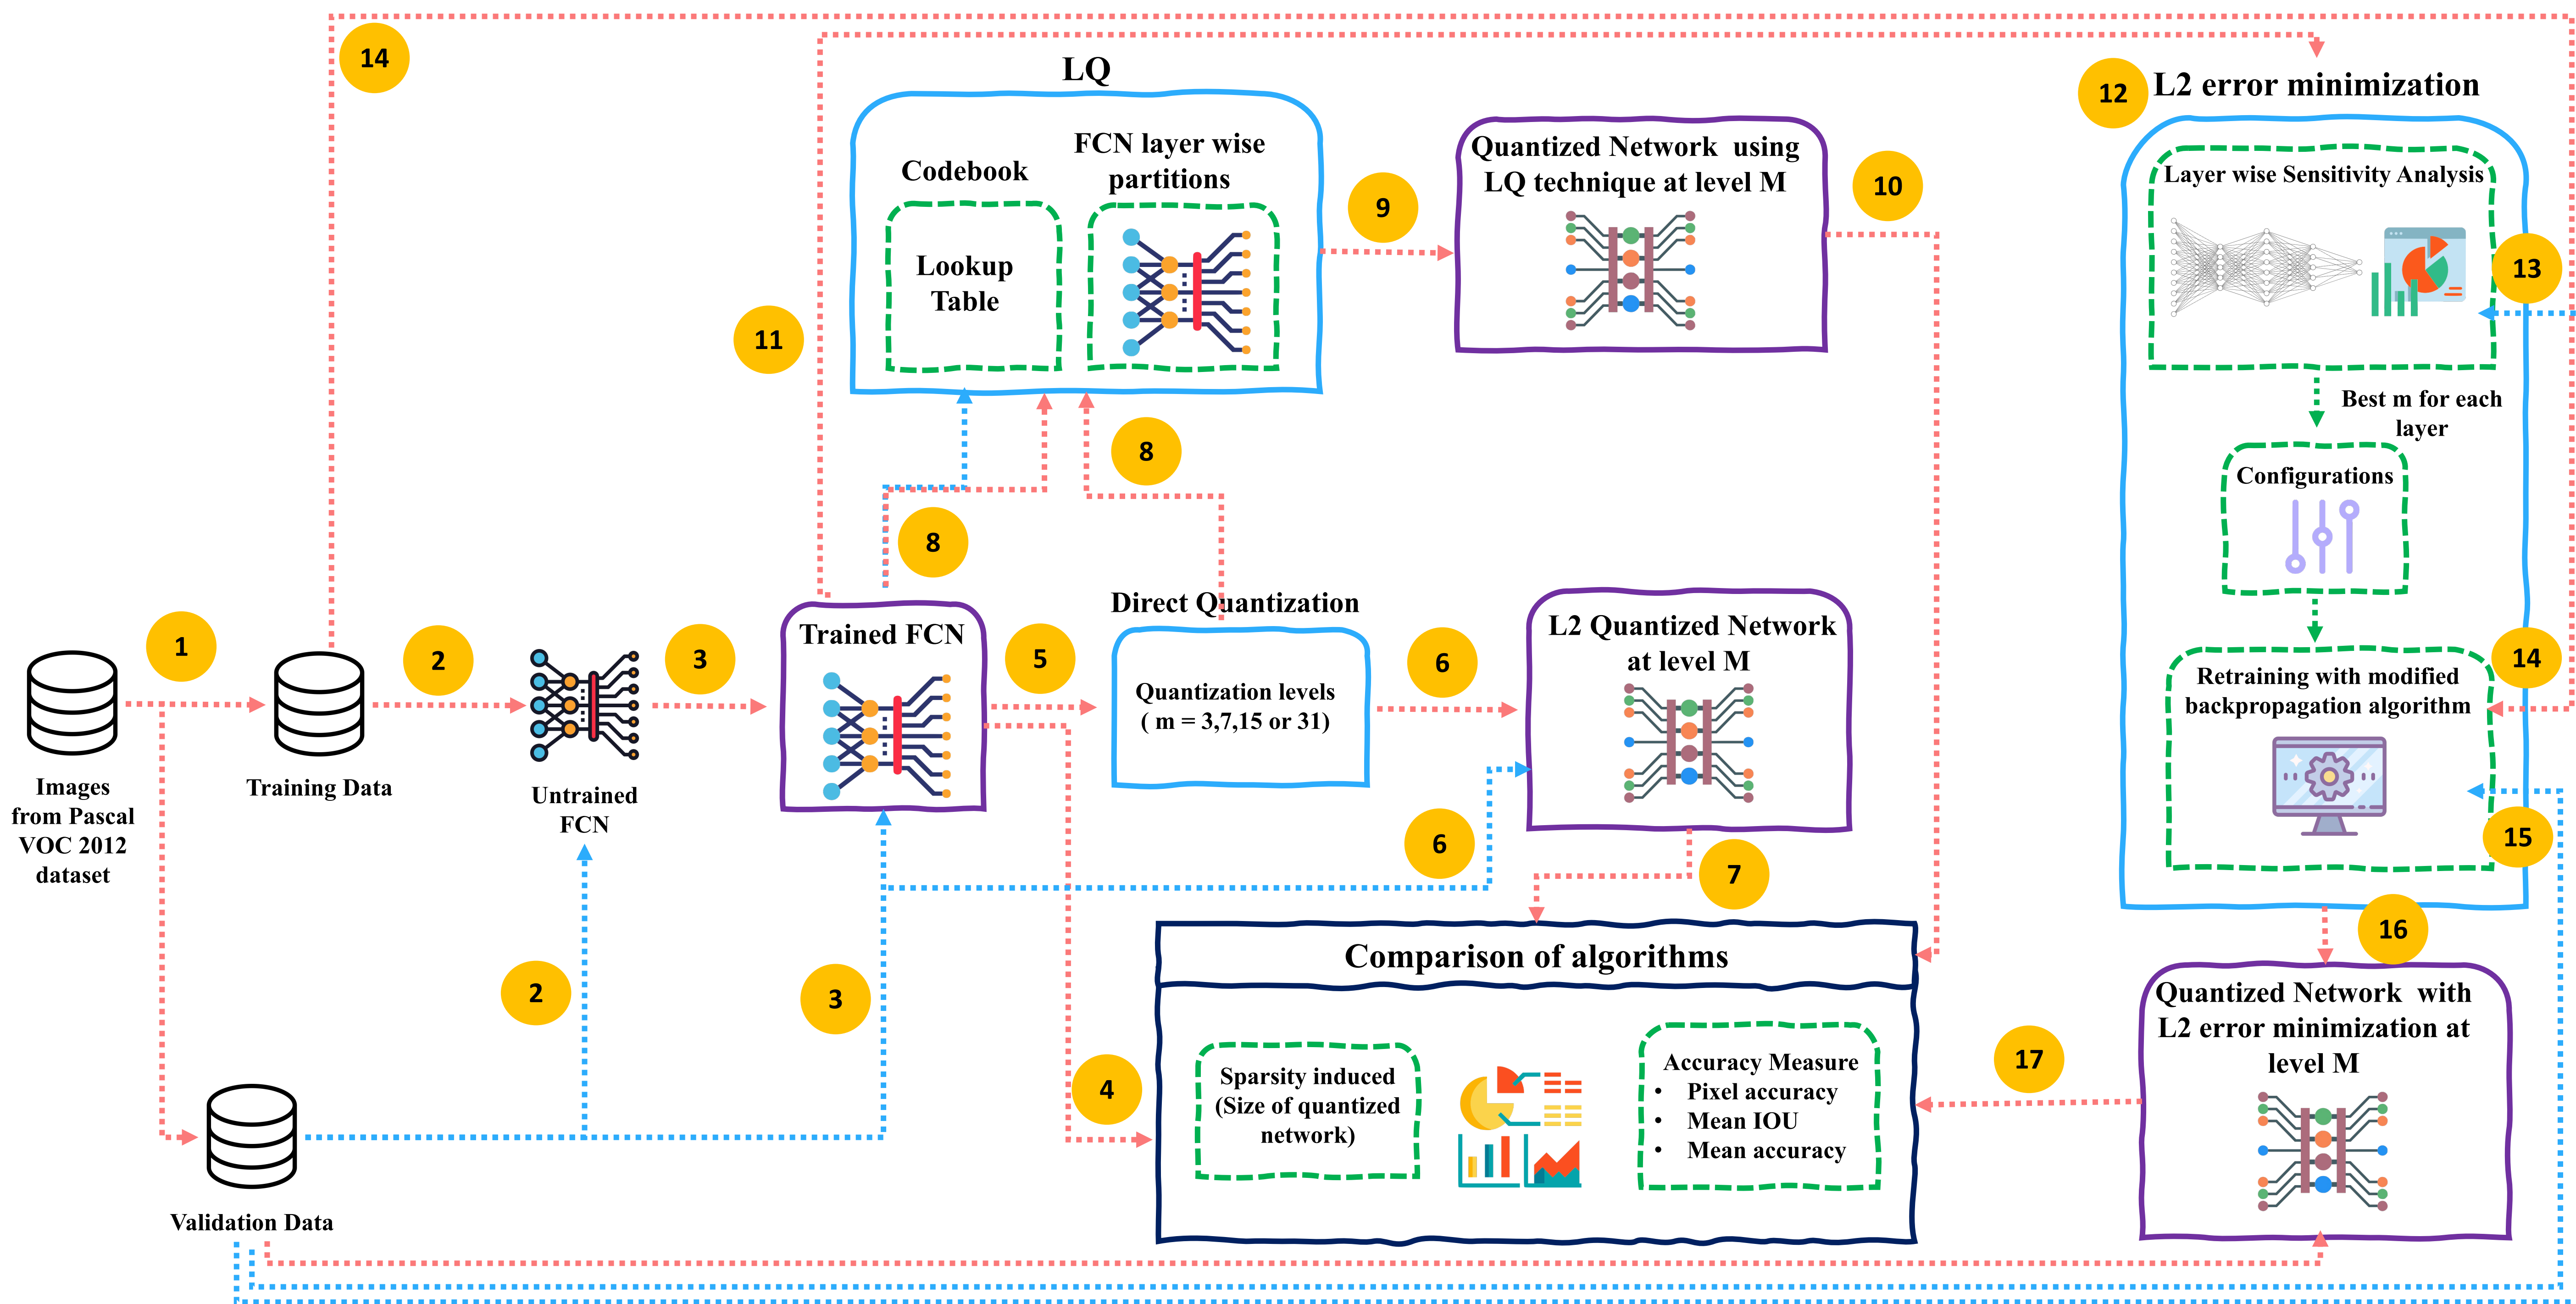 14
LQ
12
L2 error minimization
Codebook
FCN layer wise
partitions
Lookup
Table
9
Quantized Network  using
LQ technique at level M
10
Layer wise Sensitivity Analysis
13
11
8
8
Best m for each
layer
Configurations
1
Images
from Pascal
VOC 2012
dataset
Training Data
2
Untrained
FCN
3
Trained FCN
5
Direct Quantization
Quantization levels
( m = 3,7,15 or 31)
6
L2 Quantized Network
at level M
6
7
14
Retraining with modified
backpropagation algorithm
15
16
2
3
4
Comparison of algorithms
Sparsity induced
(Size of quantized
network)
Accuracy Measure
• Pixel accuracy
• Mean IOU
• Mean accuracy
17
Quantized Network  with
L2 error minimization at
level M
Validation Data